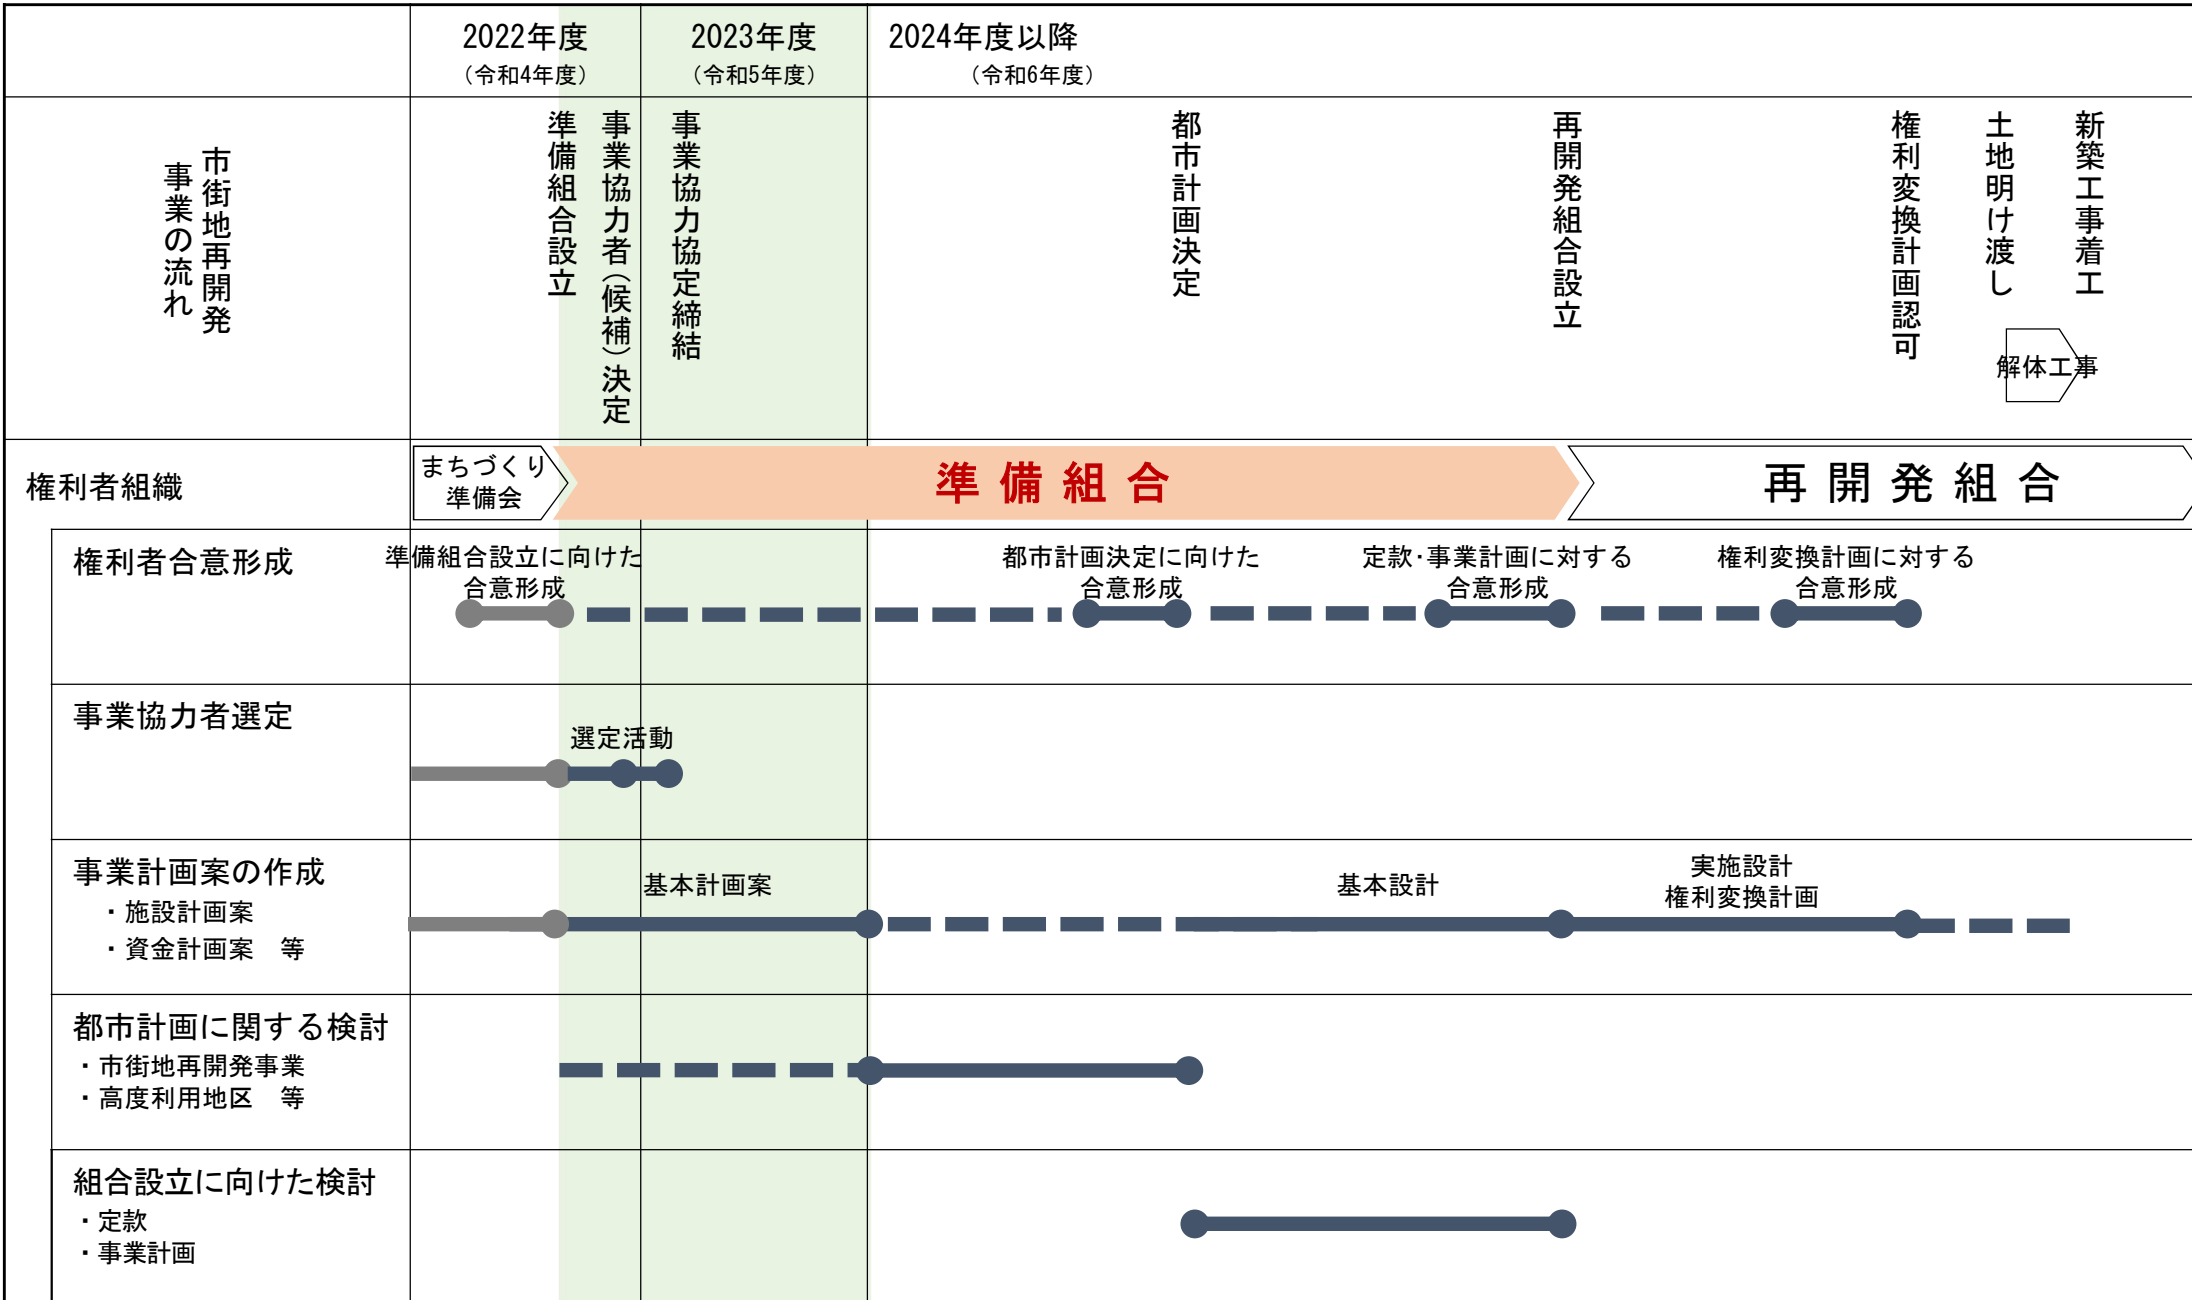 2022年度
（令和4年度）
2023年度
（令和5年度）
2024年度以降
（令和6年度）
市街地再開発
事業の流れ
準備組合設立
事業協力者（候補）決定
事業協力協定締結
都市計画決定
再開発組合設立
権利変換計画認可
土地明け渡し
新築工事着工
解体工事
権利者組織
まちづくり
準備会
準備組合
再開発組合
権利者合意形成
準備組合設立に向けた
合意形成
都市計画決定に向けた
合意形成
定款・事業計画に対する
合意形成
権利変換計画に対する
合意形成
事業協力者選定
選定活動
事業計画案の作成
・施設計画案
・資金計画案　等
基本計画案
基本設計
実施設計
権利変換計画
都市計画に関する検討
・市街地再開発事業
・高度利用地区　等
組合設立に向けた検討
・定款
・事業計画